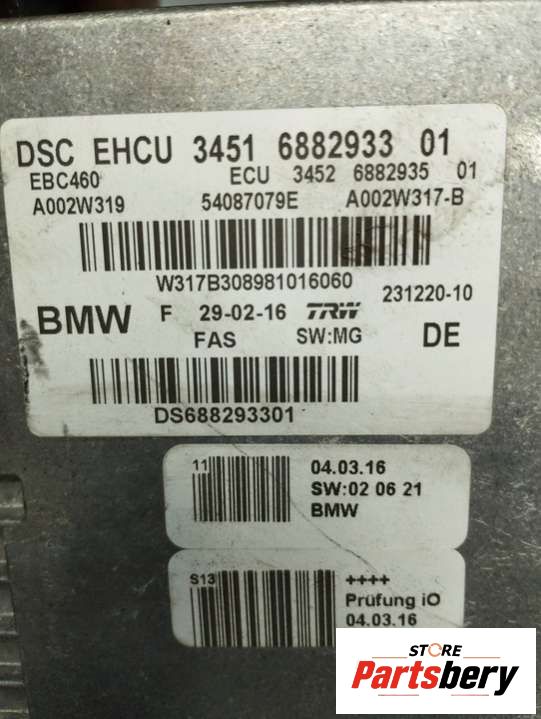 DSC EHCU 3451 6882933 01
EBC460 ECU 3452 6882935 01
A002W319 54087079E A002W317-B
W317B308981016060
231220-10
BMW F 29-02-16 TRW
FAS SW:MG DE
DS688293301
11 04.03.16
SW:02 06 21
BMW
S13 ++++
Prüfung iO
04.03.16
STORE
Partsbery